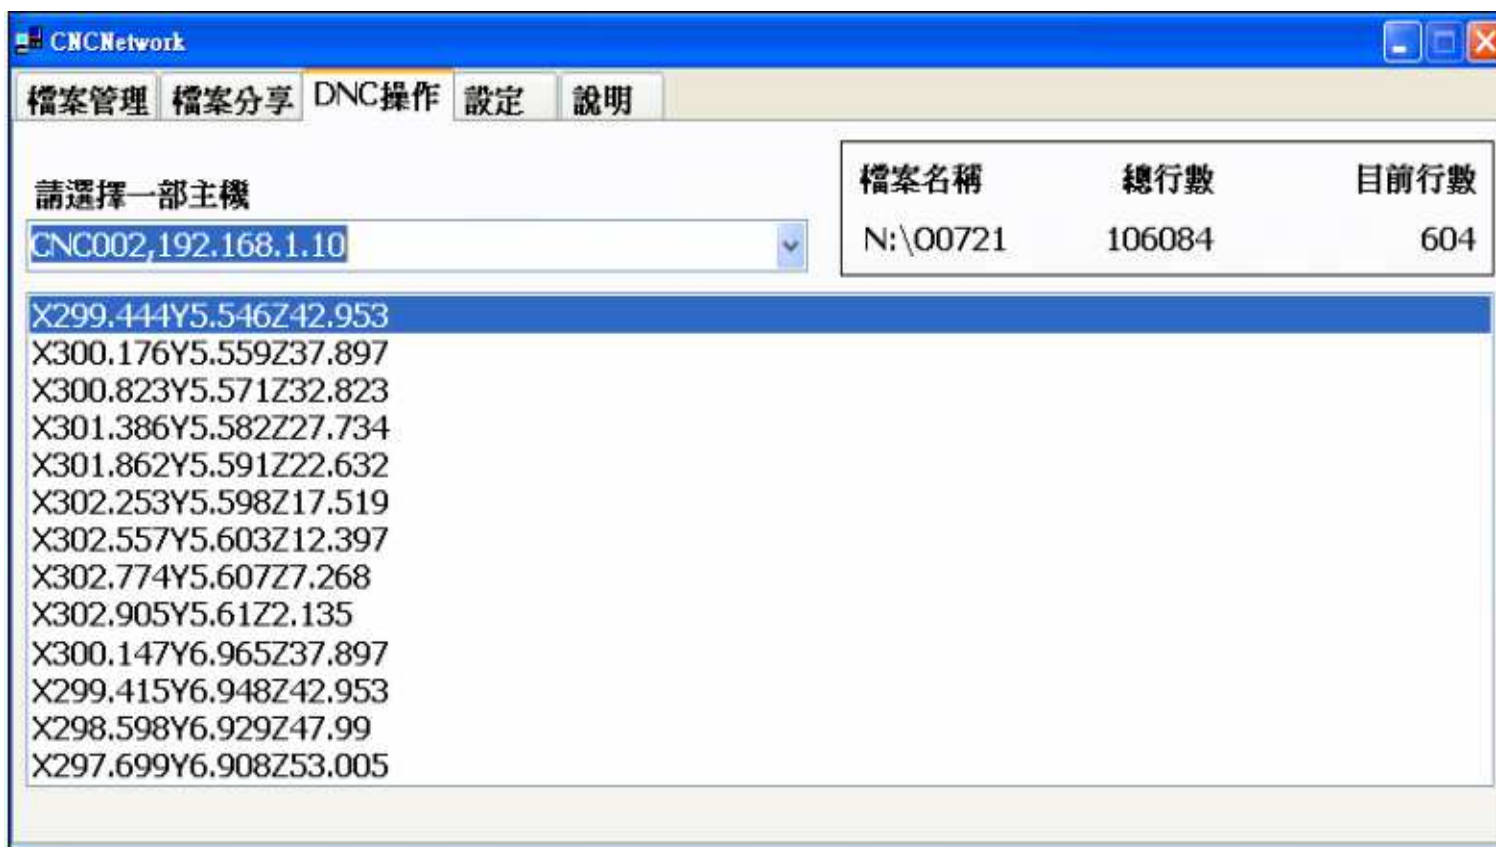 CNCNetwork
檔案管理 檔案分享 DNC操作 設定 說明
請選擇一部主機
CNC002,192.168.1.10
檔案名稱 總行數 目前行數
N:\O0721 106084 604
X299.444Y5.546Z42.953
X300.176Y5.559Z37.897
X300.823Y5.571Z32.823
X301.386Y5.582Z27.734
X301.862Y5.591Z22.632
X302.253Y5.598Z17.519
X302.557Y5.603Z12.397
X302.774Y5.607Z7.268
X302.905Y5.61Z2.135
X300.147Y6.965Z37.897
X299.415Y6.948Z42.953
X298.598Y6.929Z47.99
X297.699Y6.908Z53.005